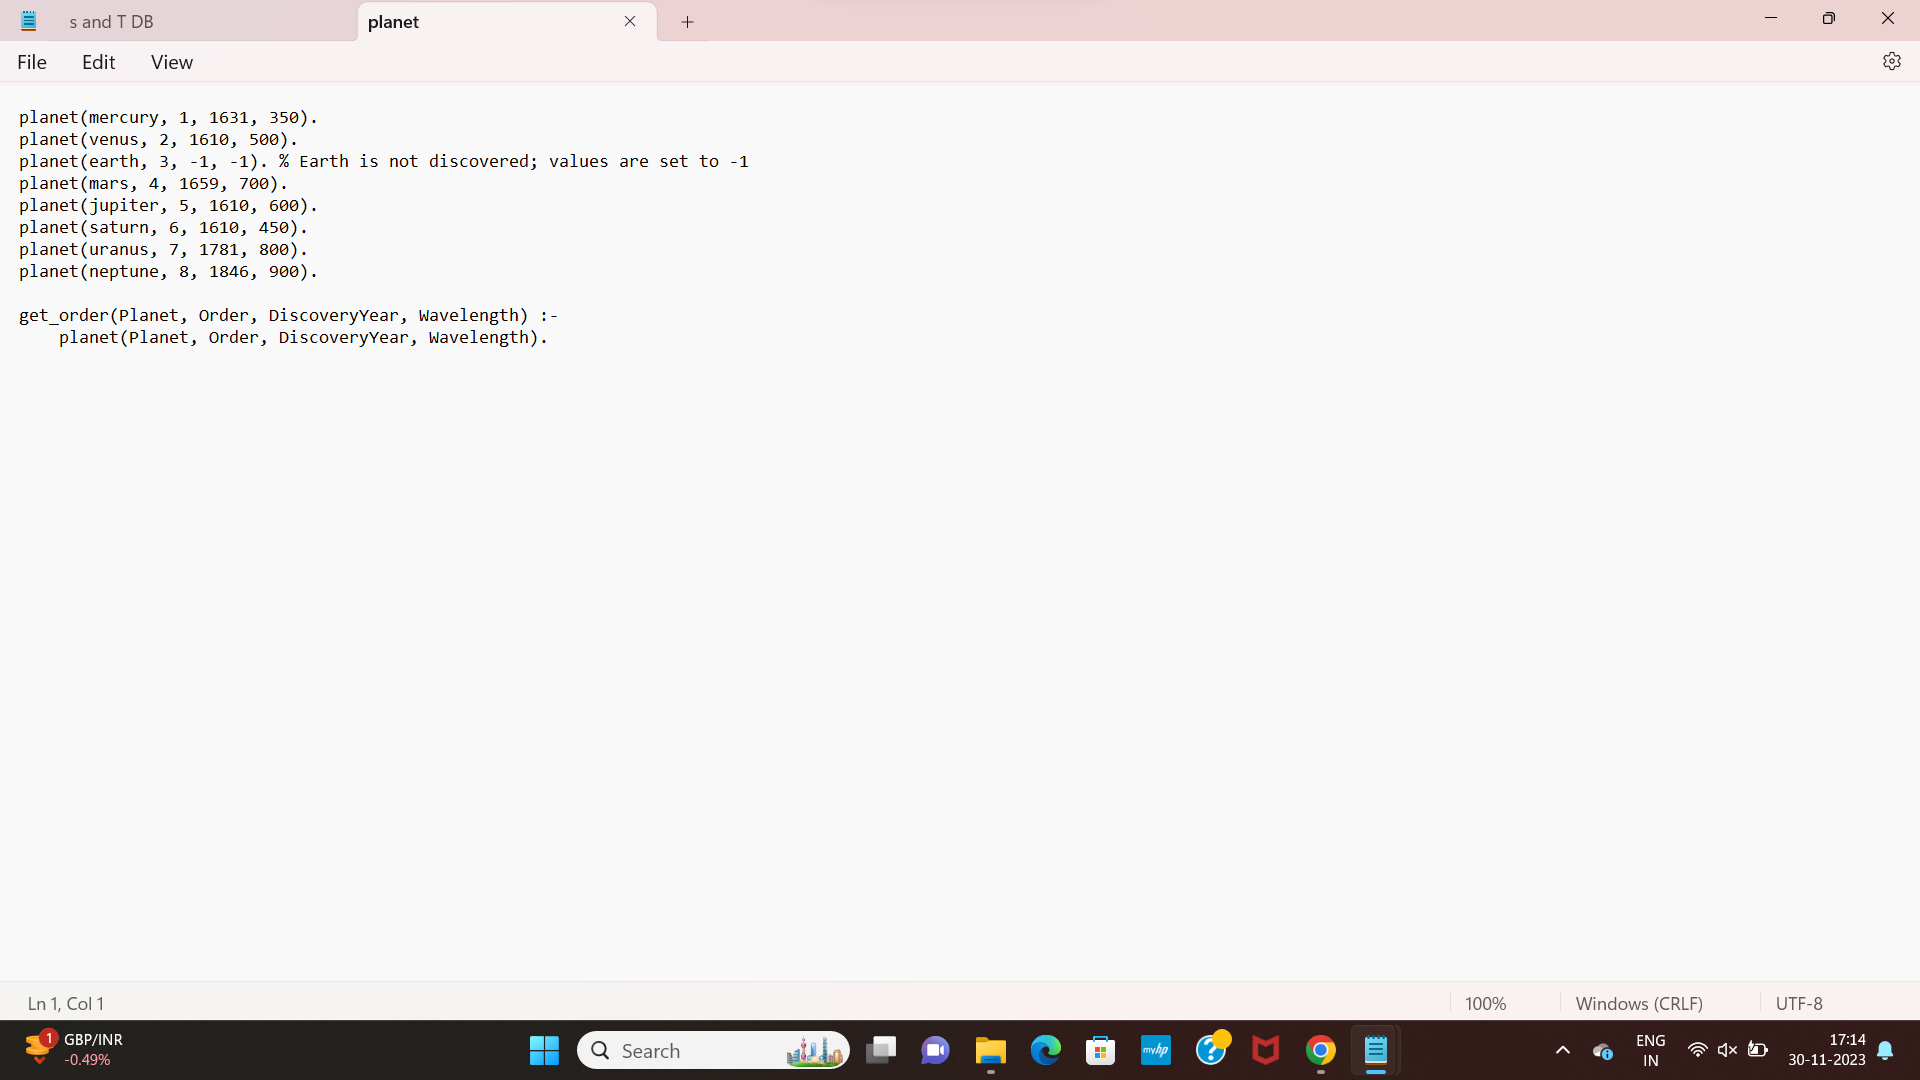 s and T DB
planet
File Edit View
planet(mercury, 1, 1631, 350).
planet(venus, 2, 1610, 500).
planet(earth, 3, -1, -1). % Earth is not discovered; values are set to -1
planet(mars, 4, 1659, 700).
planet(jupiter, 5, 1610, 600).
planet(saturn, 6, 1610, 450).
planet(uranus, 7, 1781, 800).
planet(neptune, 8, 1846, 900).
get_order(Planet, Order, DiscoveryYear, Wavelength) :-
    planet(Planet, Order, DiscoveryYear, Wavelength).
Ln 1, Col 1
100%
Windows (CRLF)
UTF-8
1
GBP/INR
-0.49%
Search
myhp
ENG
IN
17:14
30-11-2023